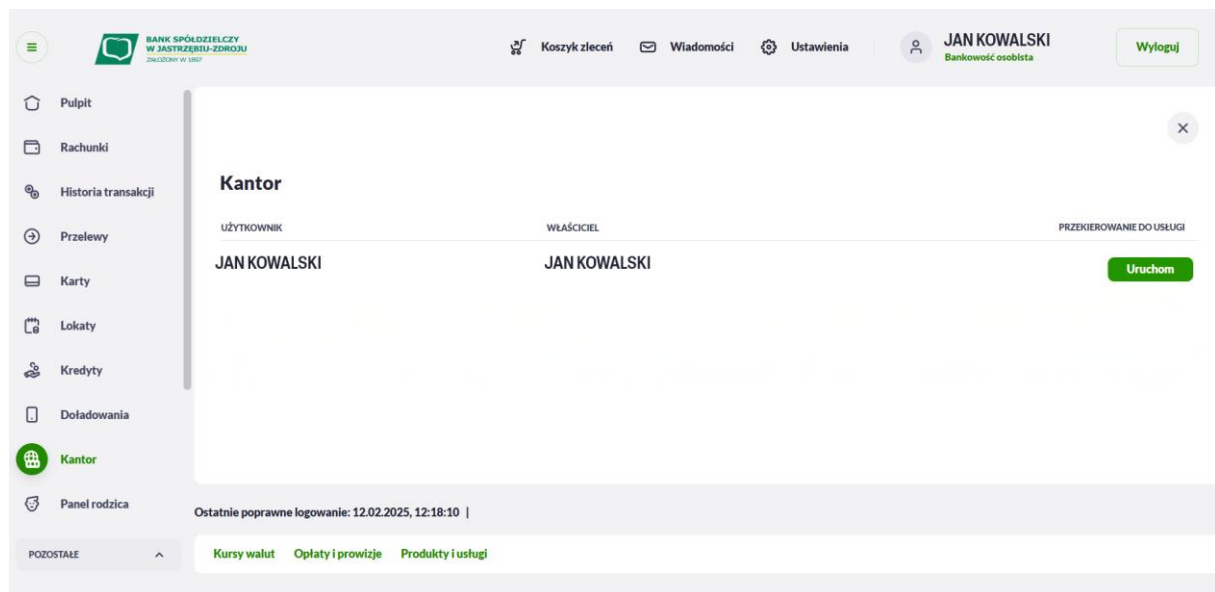 BANK SPÓŁDZIELCZY
W JASTRZĘBIU-ZDROJU
ZAŁOŻONY W 1897
Koszyk zleceń
Wiadomości
Ustawienia
JAN KOWALSKI
Bankowość osobista
Wyloguj
Pulpit
Rachunki
Historia transakcji
Przelewy
Karty
Lokaty
Kredyty
Doładowania
Kantor
Panel rodzica
POZOSTAŁE
Kantor
UŻYTKOWNIK WŁAŚCICIEL PRZEKIEROWANIE DO USŁUGI
JAN KOWALSKI JAN KOWALSKI Uruchom
Ostatnie poprawne logowanie: 12.02.2025, 12:18:10 |
Kursy walut Opłaty i prowizje Produkty i usługi